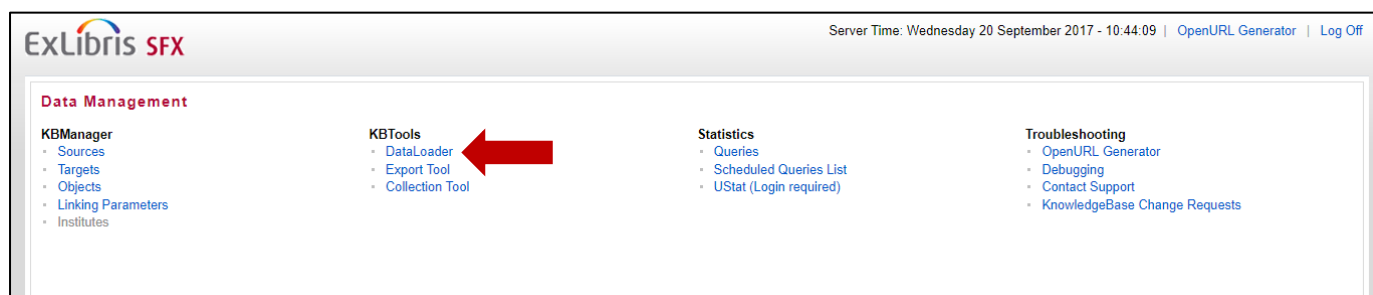 ExLibris SFX
Server Time: Wednesday 20 September 2017 - 10:44:09 | OpenURL Generator | Log Off
Data Management
KBManager
Sources
Targets
Objects
Linking Parameters
Institutes
KBTools
DataLoader
Export Tool
Collection Tool
Statistics
Queries
Scheduled Queries List
UStat (Login required)
Troubleshooting
OpenURL Generator
Debugging
Contact Support
KnowledgeBase Change Requests